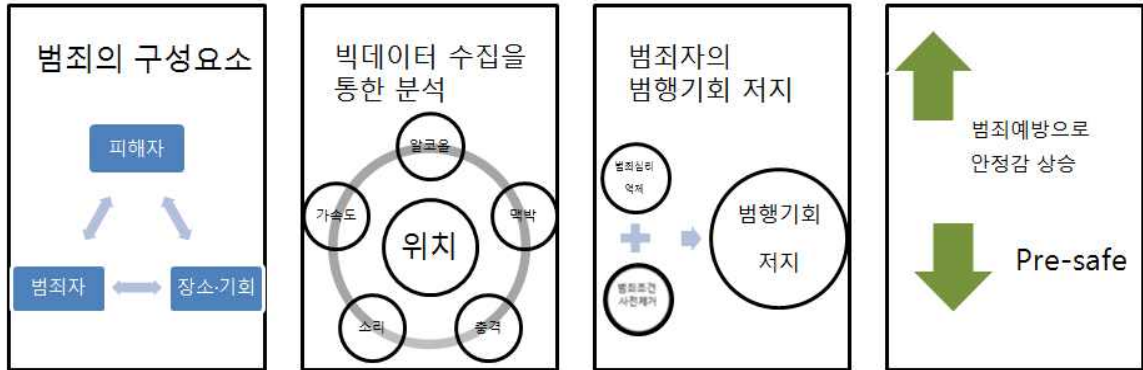 범죄의 구성요소
피해자
범죄자
장소·기회
빅데이터 수집을
통한 분석
알코올
가속도
맥박
위치
소리
충격
범죄자의
범행기회 저지
범죄심리
억제
범죄조건
사전제거
범행기회
저지
범죄예방으로
안정감 상승
Pre-safe